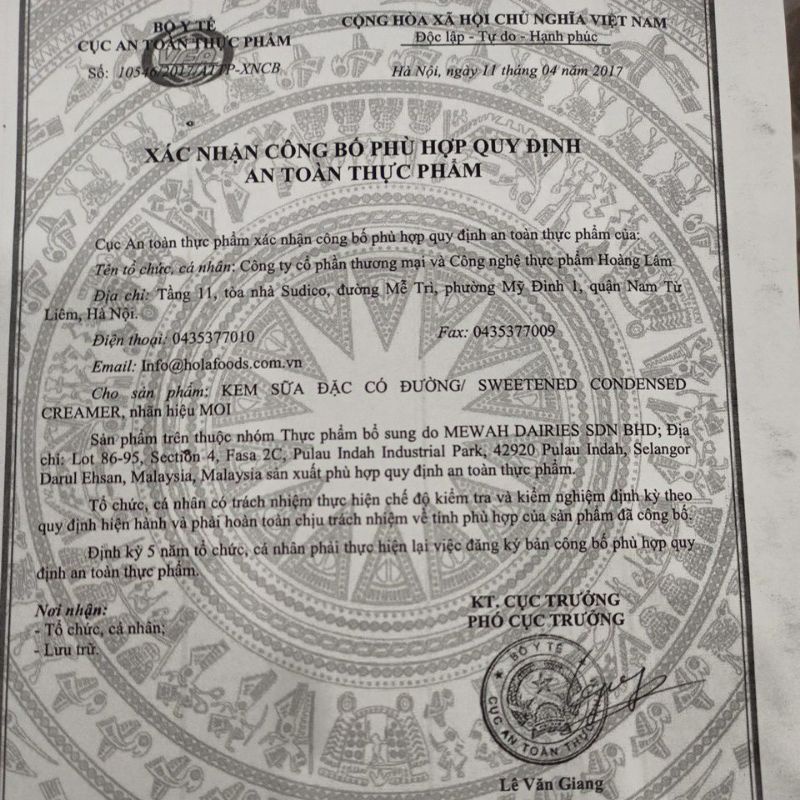 BỘ Y TẾ
CỤC AN TOÀN THỰC PHẨM
Số: 10546/2017/ATTP-XNCB
CỘNG HÒA XÃ HỘI CHỦ NGHĨA VIỆT NAM
Độc lập - Tự do - Hạnh phúc
Hà Nội, ngày 11 tháng 04 năm 2017
XÁC NHẬN CÔNG BỐ PHÙ HỢP QUY ĐỊNH
AN TOÀN THỰC PHẨM
Cục An toàn thực phẩm xác nhận công bố phù hợp quy định an toàn thực phẩm của:
Tên tổ chức, cá nhân: Công ty cổ phần thương mại và Công nghệ thực phẩm Hoàng Lâm
Địa chỉ: Tầng 11, tòa nhà Sudico, đường Mễ Trì, phường Mỹ Đình 1, quận Nam Từ
Liêm, Hà Nội.
Điện thoại: 0435377010 Fax: 0435377009
Email: Info@holafoods.com.vn
Cho sản phẩm: KEM SỮA ĐẶC CÓ ĐƯỜNG/ SWEETENED CONDENSED
CREAMER, nhãn hiệu MOI
Sản phẩm trên thuộc nhóm Thực phẩm bổ sung do MEWAH DAIRIES SDN BHD; Địa
chỉ: Lot 86-95, Section 4, Fasa 2C, Pulau Indah Industrial Park, 42920 Pulau Indah, Selangor
Darul Ehsan, Malaysia, Malaysia sản xuất phù hợp quy định an toàn thực phẩm.
Tổ chức, cá nhân có trách nhiệm thực hiện chế độ kiểm tra và kiểm nghiệm định kỳ theo
quy định hiện hành và phải hoàn toàn chịu trách nhiệm về tính phù hợp của sản phẩm đã công bố.
Định kỳ 5 năm tổ chức, cá nhân phải thực hiện lại việc đăng ký bản công bố phù hợp quy
định an toàn thực phẩm.
Nơi nhận:
- Tổ chức, cá nhân;
- Lưu trữ.
KT. CỤC TRƯỞNG
PHÓ CỤC TRƯỞNG
BỘ Y TẾ
CỤC AN TOÀN THỰC
Lê Văn Giang